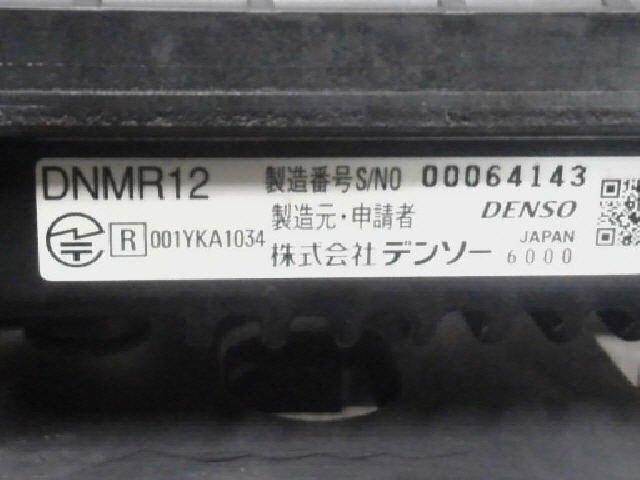 DNMR12 製造番号 S/NO 00064143
製造元・申請者 DENSO
R 001YKA1034 JAPAN
株式会社デンソー 6000